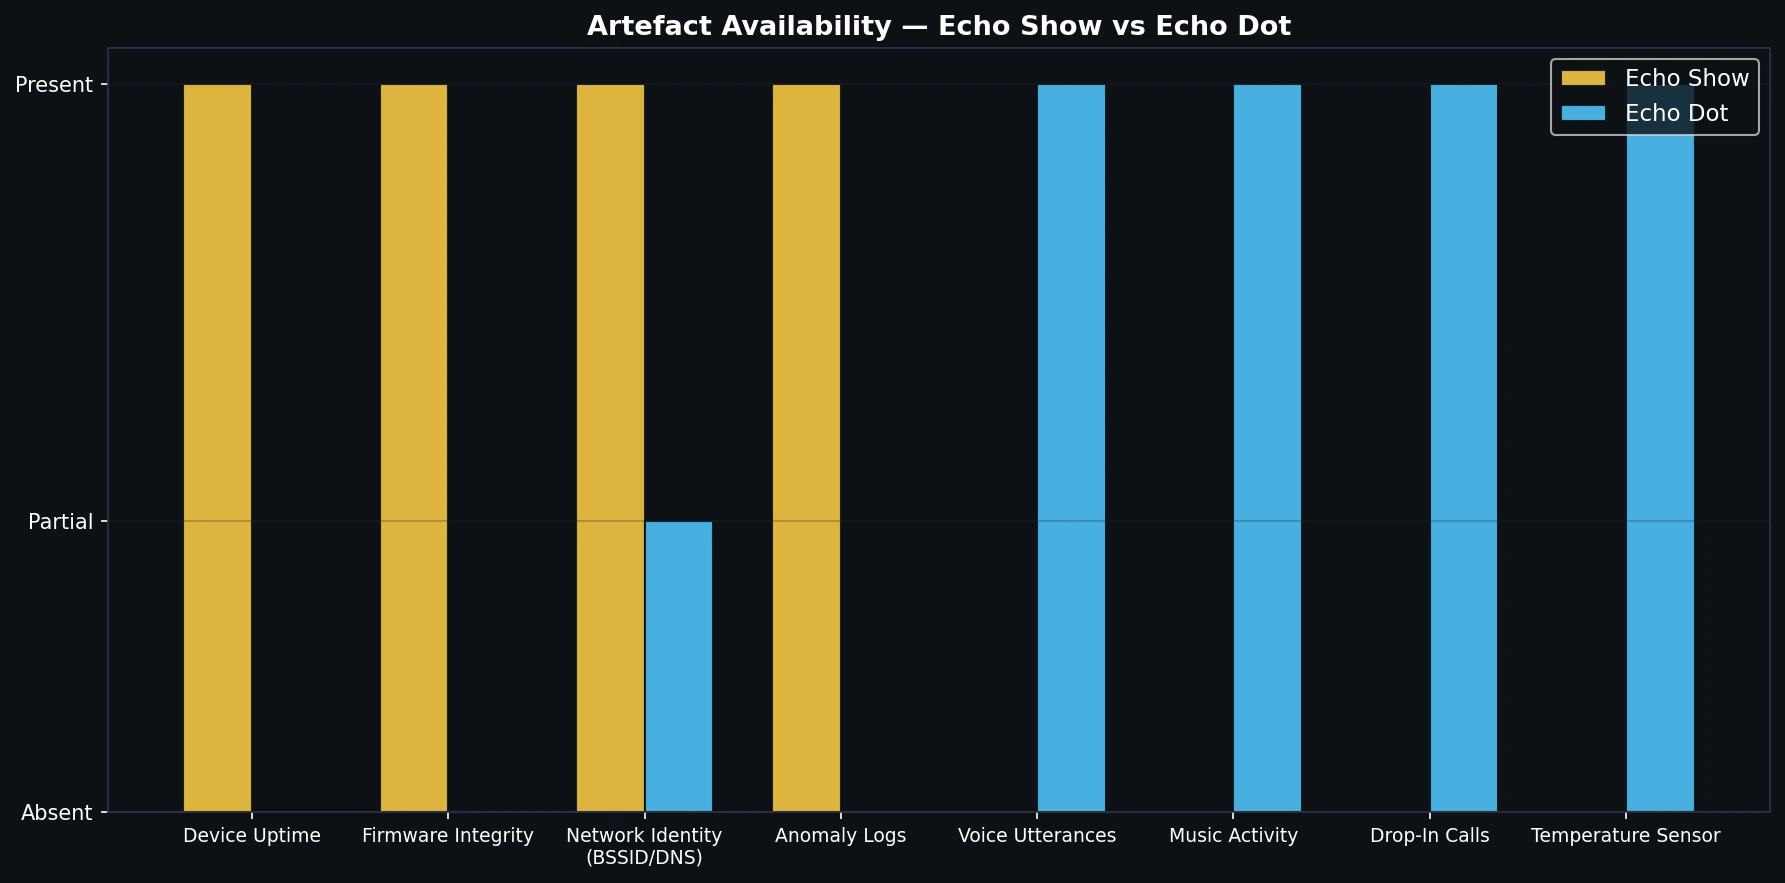 Artefact Availability — Echo Show vs Echo Dot
Present
Partial
Absent
Echo Show
Echo Dot
Device Uptime
Firmware Integrity
Network Identity
(BSSID/DNS)
Anomaly Logs
Voice Utterances
Music Activity
Drop-In Calls
Temperature Sensor